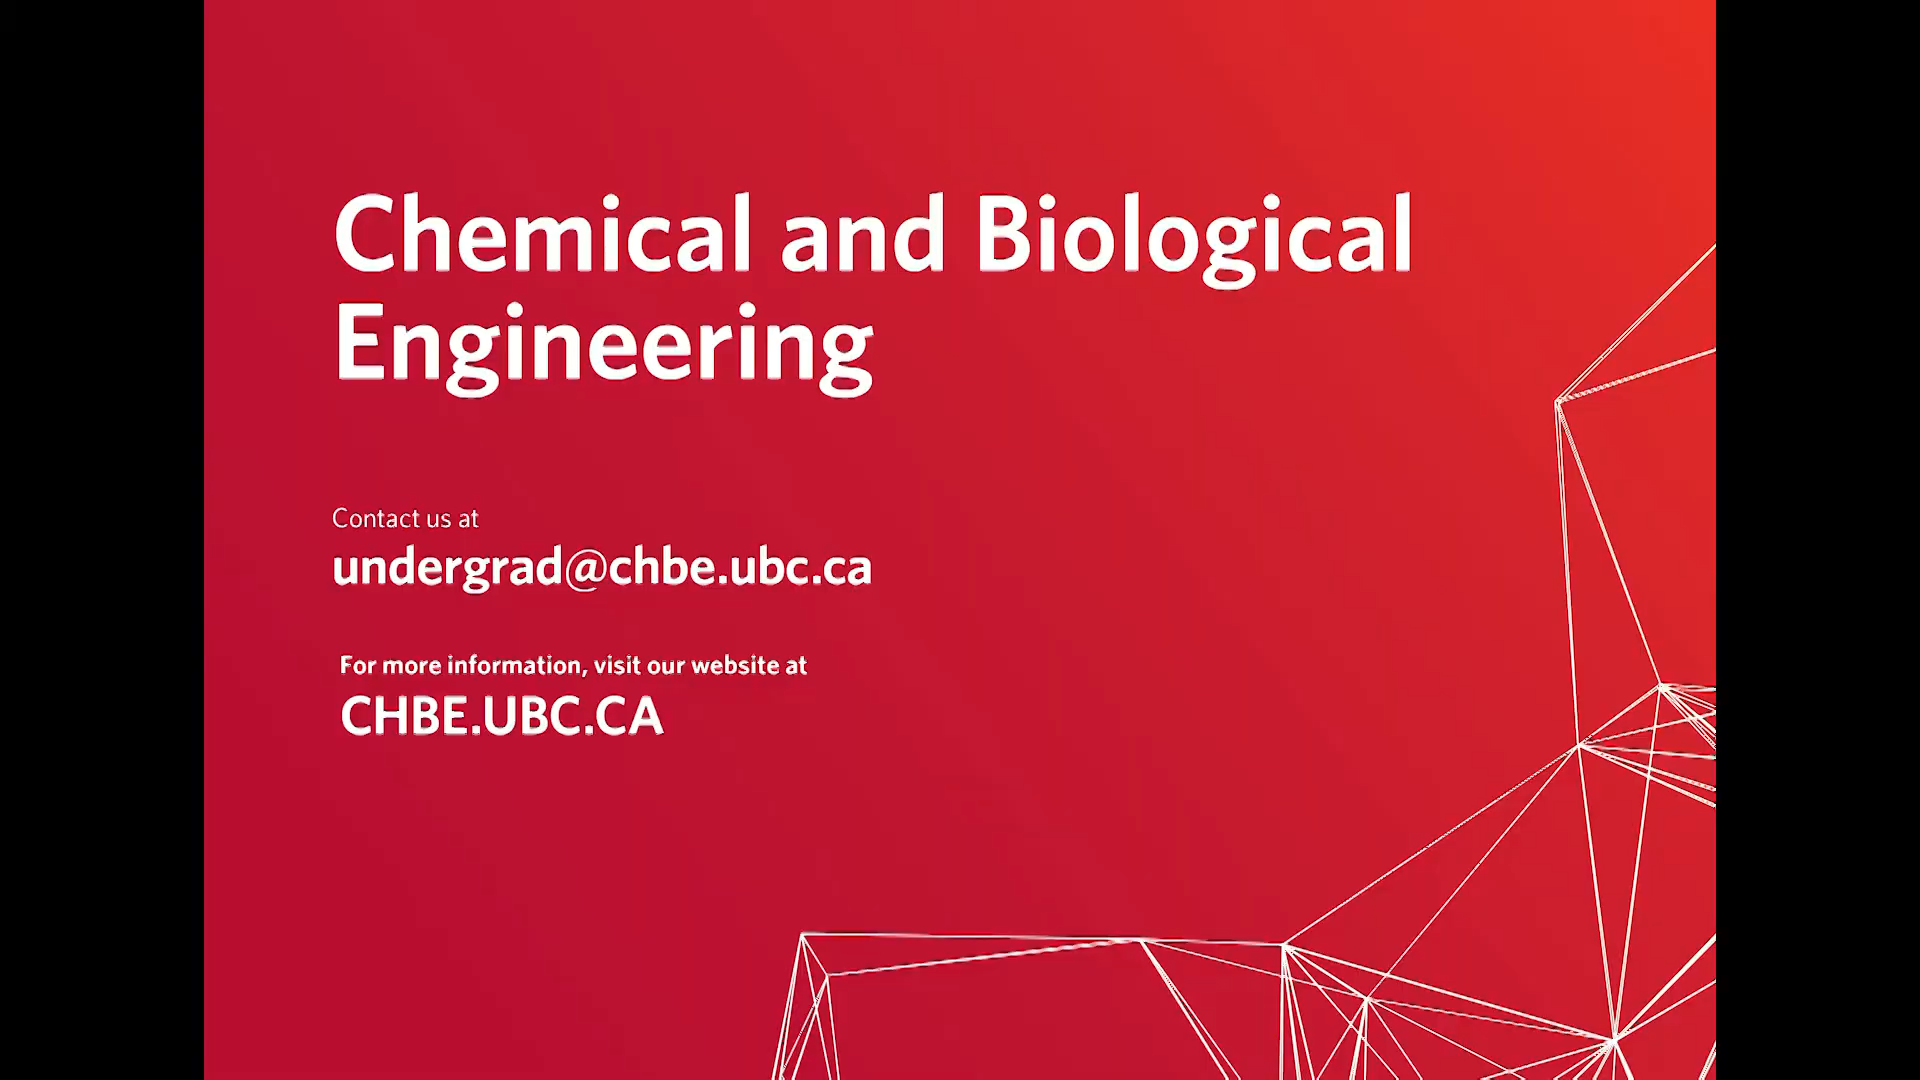 Chemical and Biological
Engineering
Contact us at
undergrad@chbe.ubc.ca
For more information, visit our website at
CHBE.UBC.CA